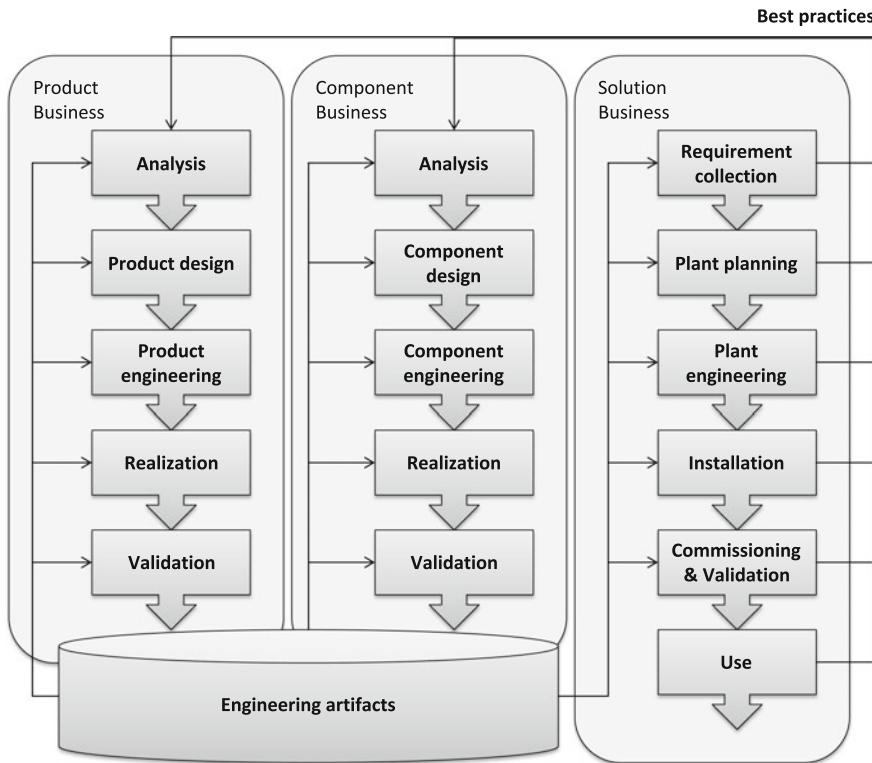 Best practices
Product
Business
Analysis
Product design
Product
engineering
Realization
Validation
Component
Business
Analysis
Component
design
Component
engineering
Realization
Validation
Solution
Business
Requirement
collection
Plant planning
Plant
engineering
Installation
Commissioning
& Validation
Use
Engineering artifacts